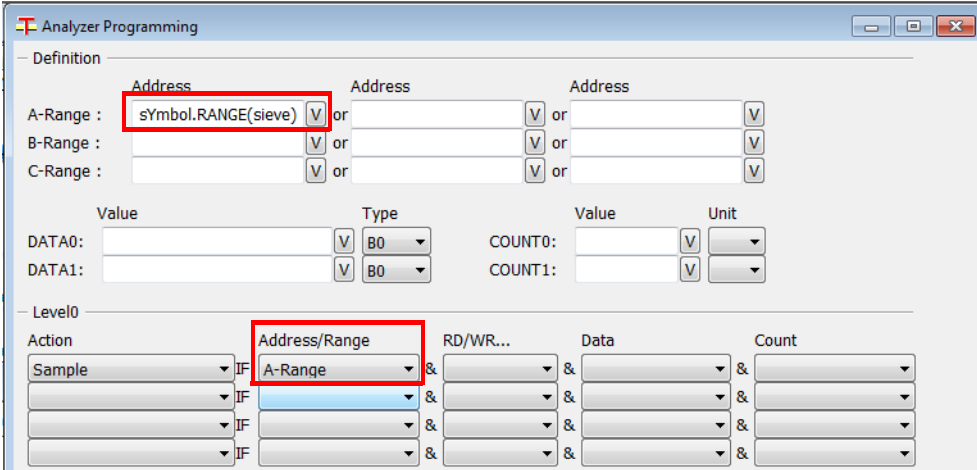 Analyzer Programming
Definition
Address Address Address
A-Range : sYmbol.RANGE(sieve) V or V or V
B-Range : V or V or V
C-Range : V or V or V
Value Type Value Unit
DATA0: V B0 COUNT0: V
DATA1: V B0 COUNT1: V
Level0
Action Address/Range RD/WR... Data Count
Sample IF A-Range & & &
IF & & &
IF & & &
IF & & &